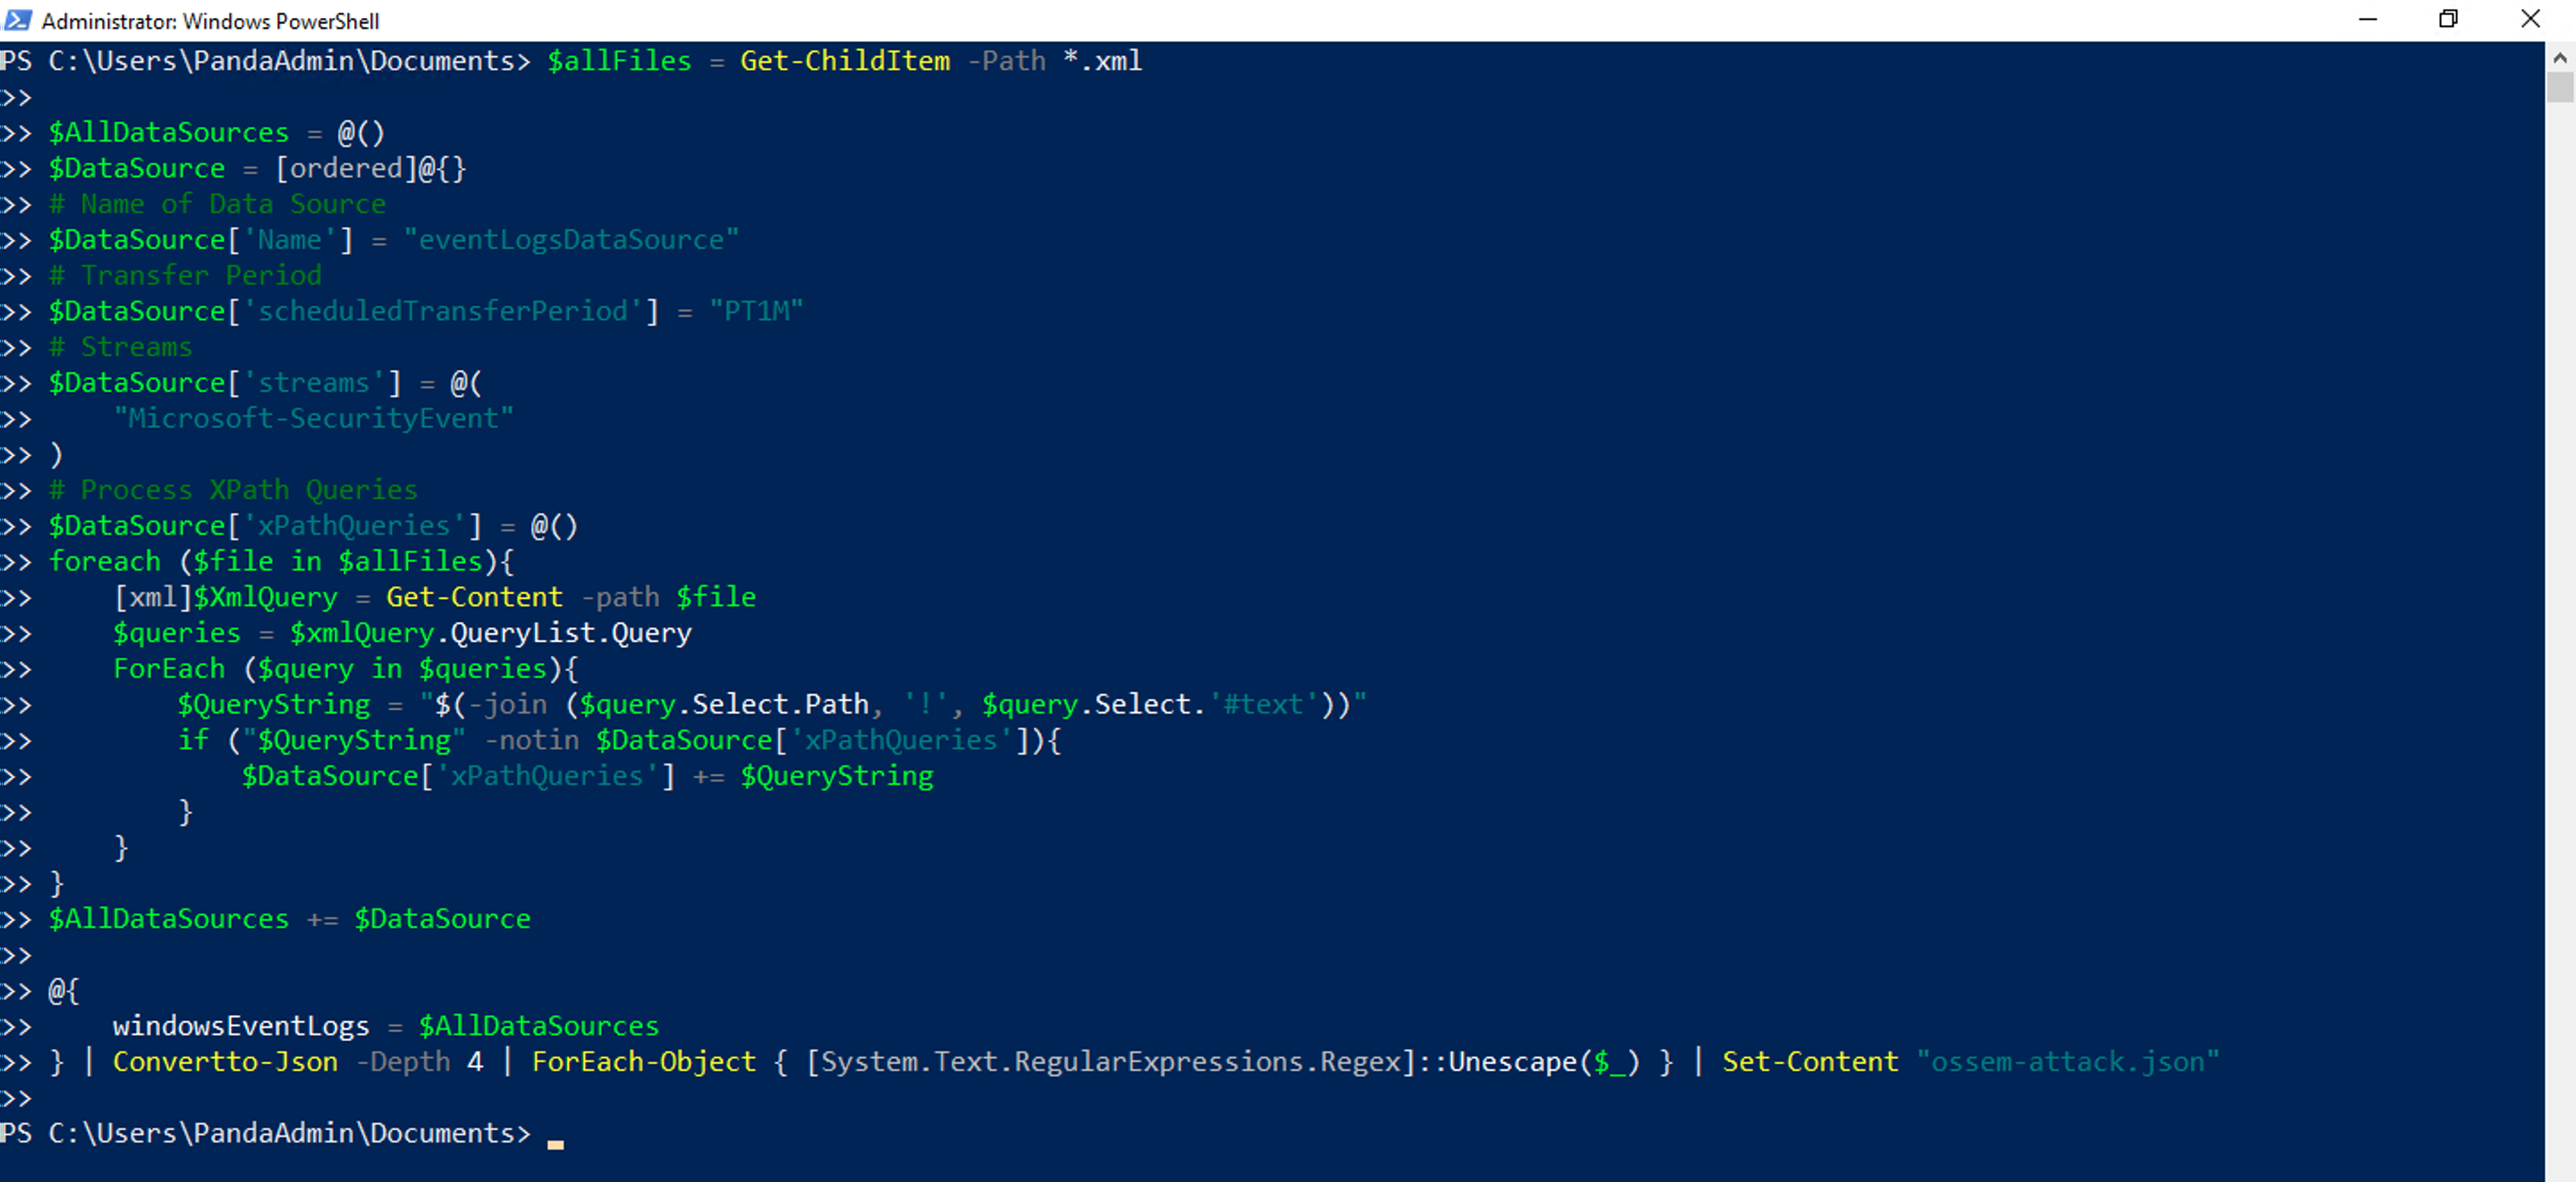 Administrator: Windows PowerShell
PS C:\Users\PandaAdmin\Documents> $allFiles = Get-ChildItem -Path *.xml
>>
>> $AllDataSources = @()
>> $DataSource = [ordered]@{}
>> # Name of Data Source
>> $DataSource['Name'] = "eventLogsDataSource"
>> # Transfer Period
>> $DataSource['scheduledTransferPeriod'] = "PT1M"
>> # Streams
>> $DataSource['streams'] = @(
>>     "Microsoft-SecurityEvent"
>> )
>> # Process XPath Queries
>> $DataSource['xPathQueries'] = @()
>> foreach ($file in $allFiles){
>>     [xml]$XmlQuery = Get-Content -path $file
>>     $queries = $xmlQuery.QueryList.Query
>>     ForEach ($query in $queries){
>>         $QueryString = "$(-join ($query.Select.Path, '!', $query.Select.'#text'))"
>>         if ("$QueryString" -notin $DataSource['xPathQueries']){
>>             $DataSource['xPathQueries'] += $QueryString
>>         }
>>     }
>> }
>> $AllDataSources += $DataSource
>>
>> @{
>>     windowsEventLogs = $AllDataSources
>> } | Convertto-Json -Depth 4 | ForEach-Object { [System.Text.RegularExpressions.Regex]::Unescape($_) } | Set-Content "ossem-attack.json"
>>
PS C:\Users\PandaAdmin\Documents>